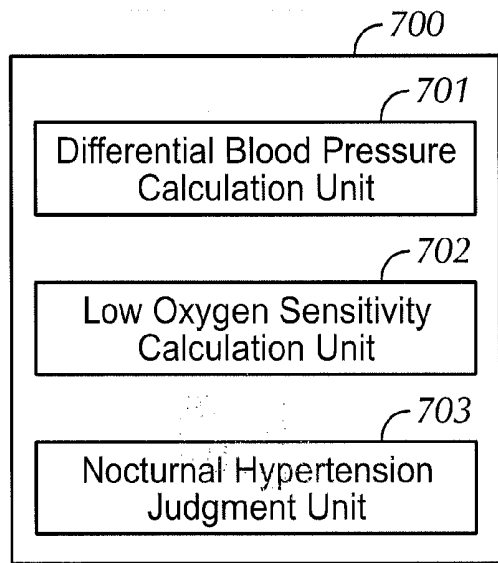 700
701
Differential Blood Pressure
Calculation Unit
702
Low Oxygen Sensitivity
Calculation Unit
703
Nocturnal Hypertension
Judgment Unit